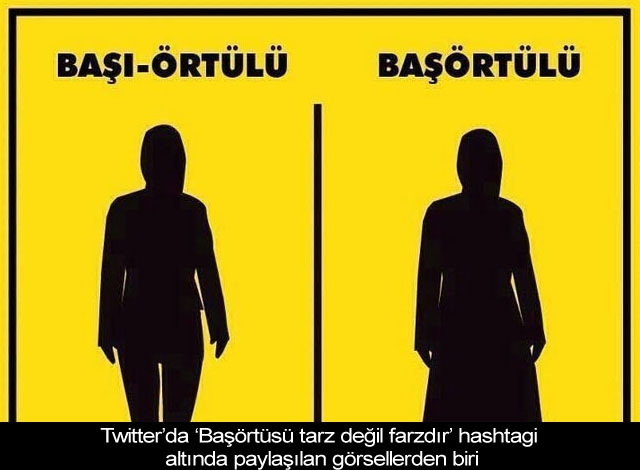 BAŞI-ÖRTÜLÜ
BAŞÖRTÜLÜ
Twitter’da ‘Başörtüsü tarz değil farzdır’ hashtagi
altında paylaşılan görsellerden biri